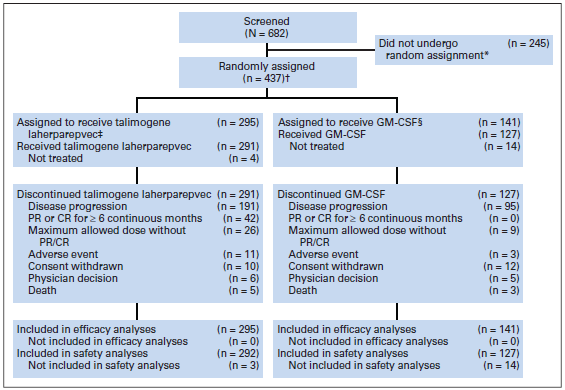 Screened
(N = 682)
Did not undergo (n = 245)
random assignment*
Randomly assigned
(n = 437)†
Assigned to receive talimogene (n = 295)
laherparepvec‡
Received talimogene laherparepvec (n = 291)
Not treated (n = 4)
Assigned to receive GM-CSF§ (n = 141)
Received GM-CSF (n = 127)
Not treated (n = 14)
Discontinued talimogene laherparepvec (n = 291)
Disease progression (n = 191)
PR or CR for ≥ 6 continuous months (n = 42)
Maximum allowed dose without (n = 26)
PR/CR
Adverse event (n = 11)
Consent withdrawn (n = 10)
Physician decision (n = 6)
Death (n = 5)
Discontinued GM-CSF (n = 127)
Disease progression (n = 95)
PR or CR for ≥ 6 continuous months (n = 0)
Maximum allowed dose without (n = 9)
PR/CR
Adverse event (n = 3)
Consent withdrawn (n = 12)
Physician decision (n = 5)
Death (n = 3)
Included in efficacy analyses (n = 295)
Not included in efficacy analyses (n = 0)
Included in safety analyses (n = 292)
Not included in safety analyses (n = 3)
Included in efficacy analyses (n = 141)
Not included in efficacy analyses (n = 0)
Included in safety analyses (n = 127)
Not included in safety analyses (n = 14)